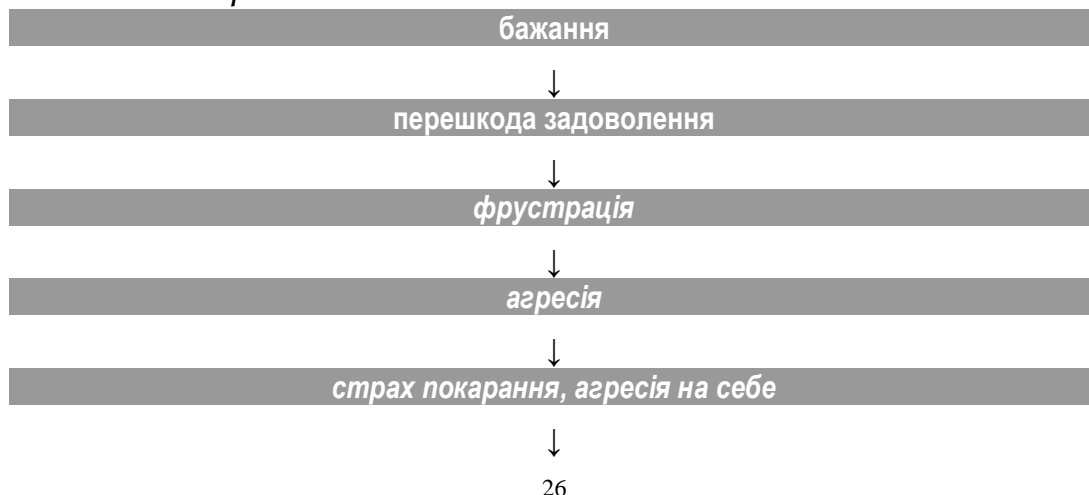 бажання
↓
перешкода задоволення
↓
фрустрація
↓
агресія
↓
страх покарання, агресія на себе
↓
26